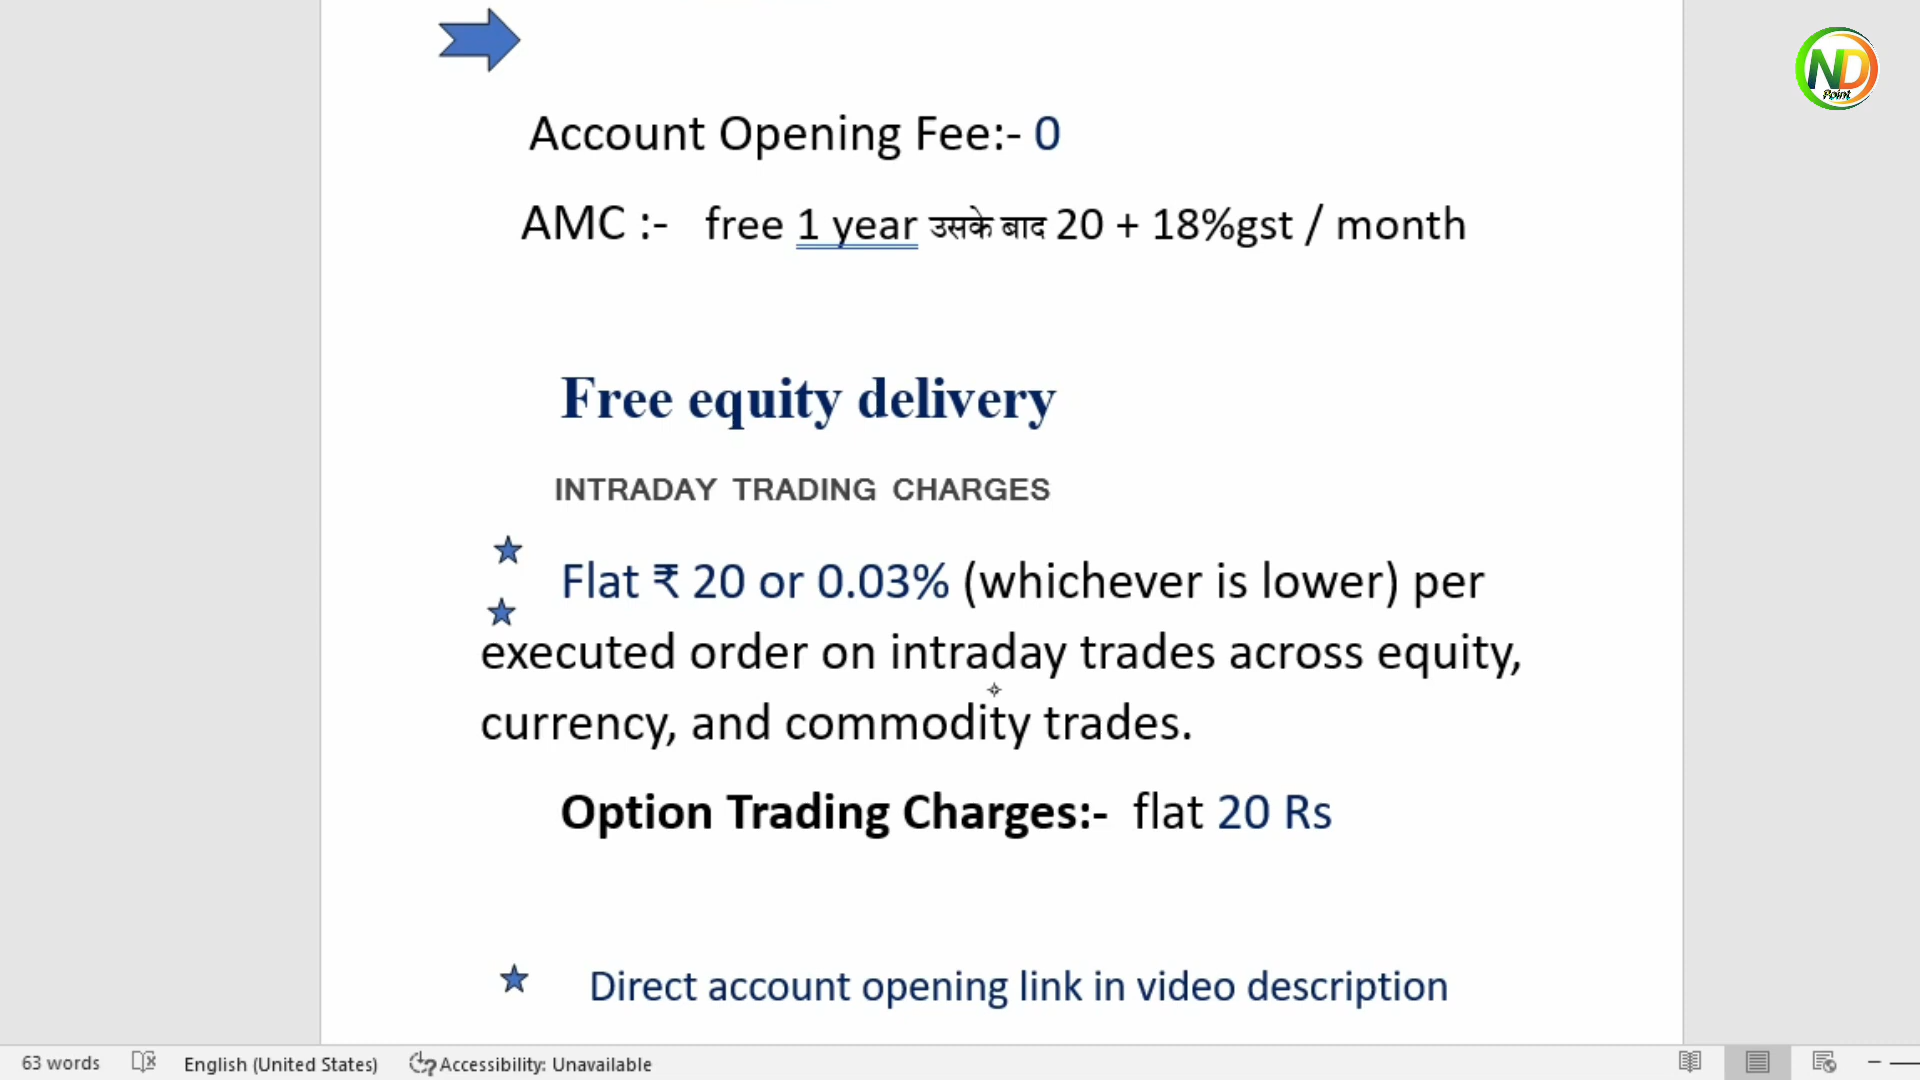 ND
Point
Account Opening Fee:- 0
AMC :- free 1 year उसके बाद 20 + 18%gst / month
Free equity delivery
INTRADAY TRADING CHARGES
Flat ₹ 20 or 0.03% (whichever is lower) per
executed order on intraday trades across equity,
currency, and commodity trades.
Option Trading Charges:- flat 20 Rs
Direct account opening link in video description
63 words English (United States) Accessibility: Unavailable